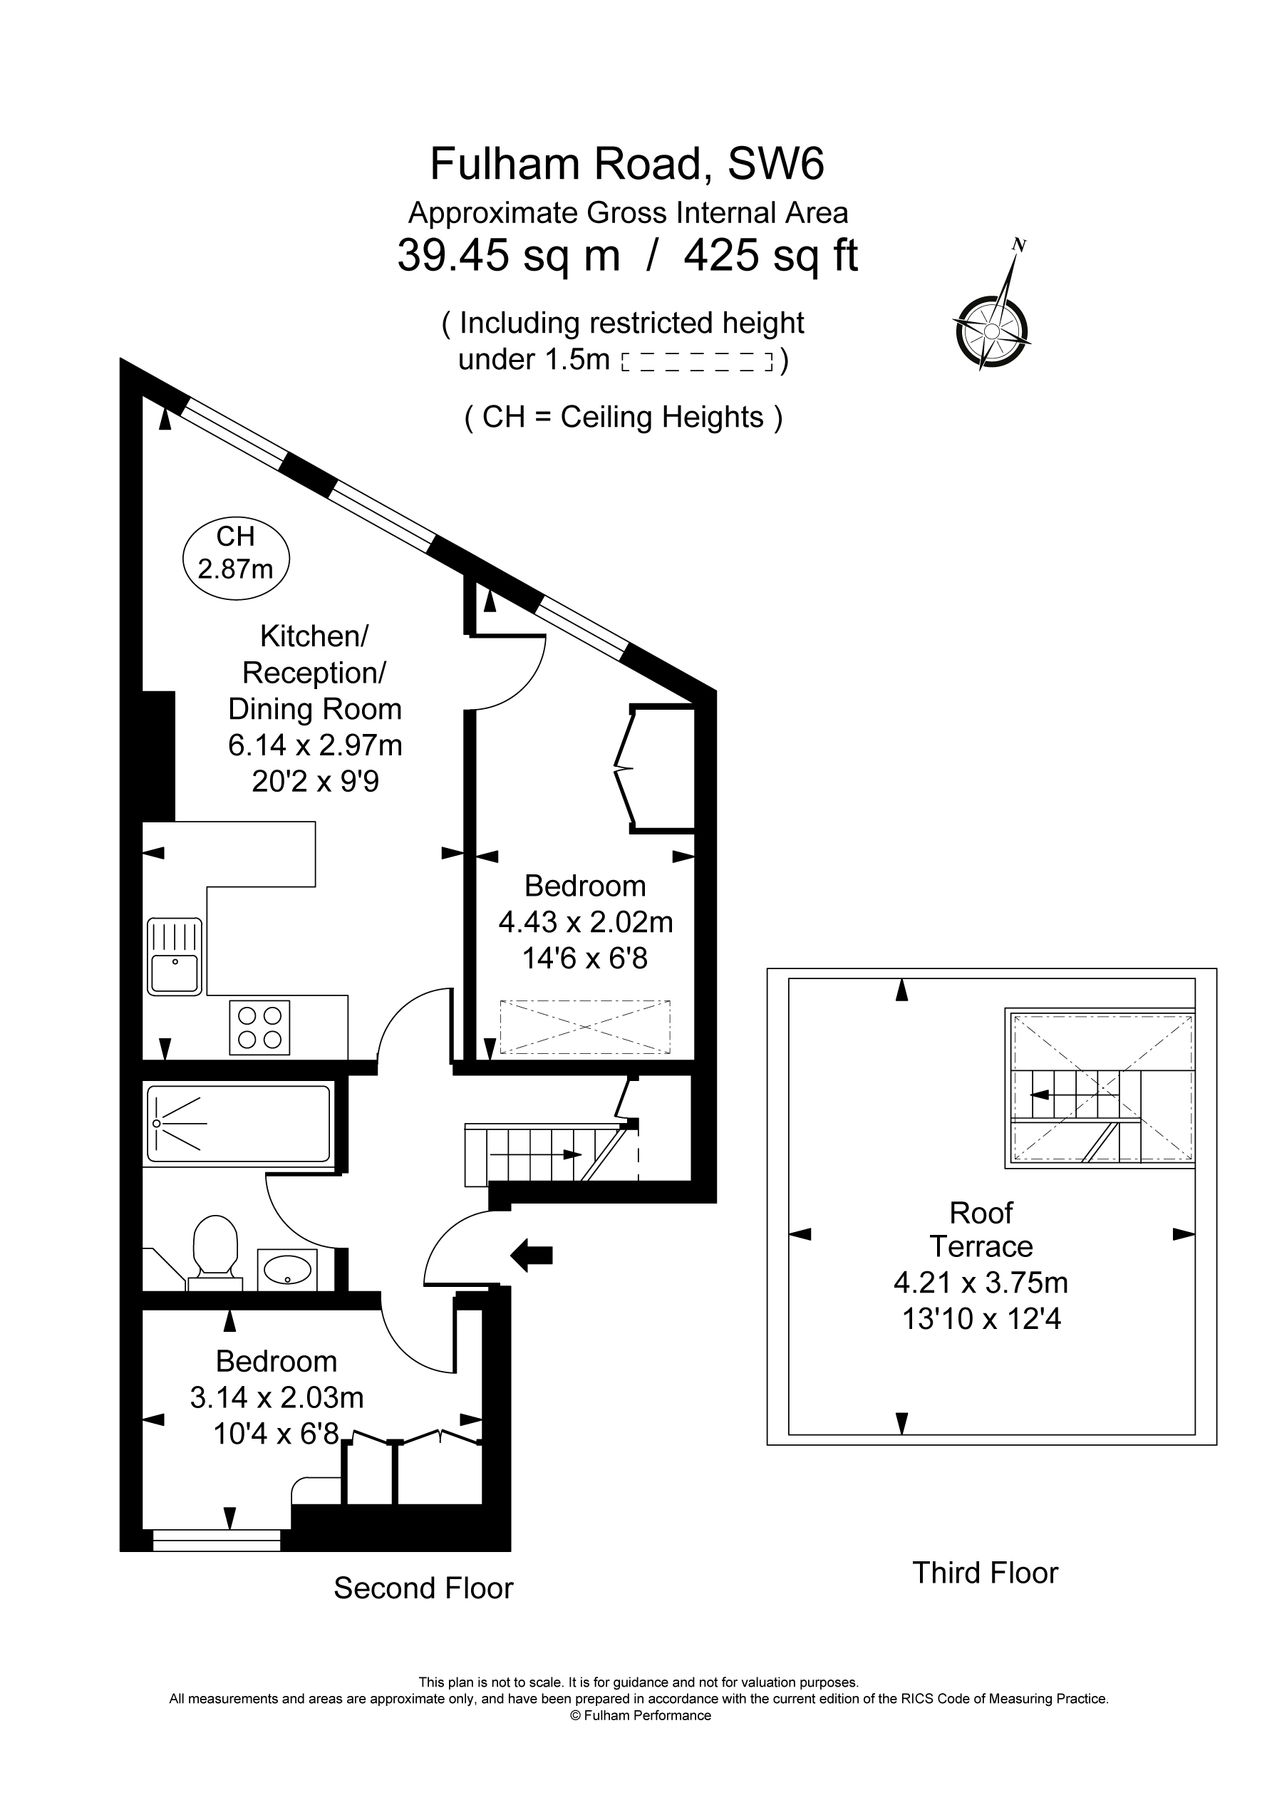 Fulham Road, SW6
Approximate Gross Internal Area
39.45 sq m / 425 sq ft
( Including restricted height
under 1.5m )
( CH = Ceiling Heights )
N
CH
2.87m
Kitchen/
Reception/
Dining Room
6.14 x 2.97m
20'2 x 9'9
Bedroom
4.43 x 2.02m
14'6 x 6'8
Bedroom
3.14 x 2.03m
10'4 x 6'8
Second Floor
Roof
Terrace
4.21 x 3.75m
13'10 x 12'4
Third Floor
This plan is not to scale. It is for guidance and not for valuation purposes.
All measurements and areas are approximate only, and have been prepared in accordance with the current edition of the RICS Code of Measuring Practice.
© Fulham Performance